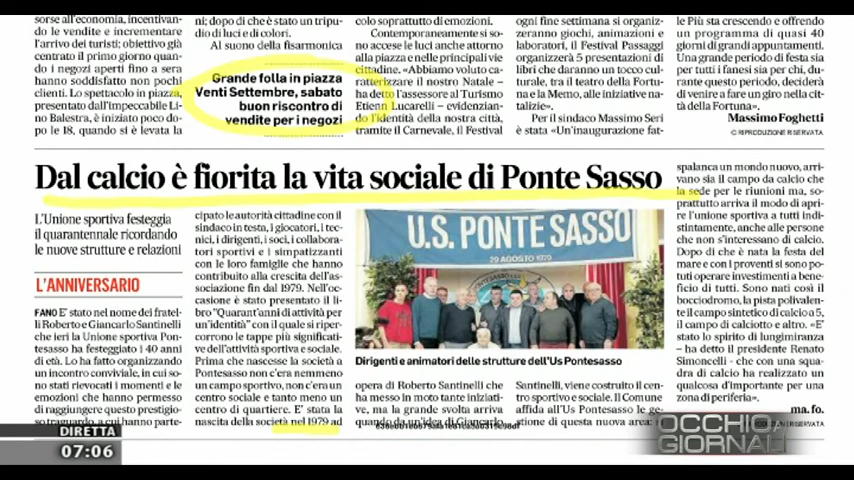 sorse all'economia, incentivan-
do le vendite e incrementare
l'arrivo dei turisti; obiettivo già
centrato il primo giorno quan-
do i negozi aperti fino a sera
hanno soddisfatto non pochi
clienti. Lo spettacolo in piazza,
presentato dall'impeccabile Li-
no Balestra, è iniziato poco do-
po le 18, quando si è levata la
ni; dopo di che è stato un tripu-
dio di luci e di colori.
Al suono della fisarmonica
Grande folla in piazza
Venti Settembre, sabato
buon riscontro di
vendite per i negozi
colo soprattutto di emozioni.
Contemporaneamente si so-
no accese le luci anche attorno
alla piazza e nelle principali vie
cittadine. «Abbiamo voluto ca-
ratterizzare il nostro Natale –
ha detto l'assessore al Turismo
Etienn Lucarelli – evidenzian-
do l'identità della nostra città,
tramite il Carnevale, il Festival
ogni fine settimana si organiz-
zeranno giochi, animazioni e
laboratori, il Festival Passaggi
organizzerà 5 presentazioni di
libri che daranno un tocco cul-
turale, tra il teatro della Fortu-
na e la Memo, alle iniziative na-
talizie».
Per il sindaco Massimo Seri
è stata «Un'inaugurazione fat-
le Più sta crescendo e offrendo
un programma di quasi 40
giorni di grandi appuntamenti.
Una grande periodo di festa sia
per tutti i fanesi sia per chi, du-
rante questo periodo, deciderà
di venire a fare un giro nella cit-
tà della Fortuna».
Massimo Foghetti
© RIPRODUZIONE RISERVATA
Dal calcio è fiorita la vita sociale di Ponte Sasso
L'Unione sportiva festeggia
il quarantennale ricordando
le nuove strutture e relazioni
L'ANNIVERSARIO
FANO E' stato nel nome dei fratel-
li Roberto e Giancarlo Santinelli
che ieri la Unione sportiva Pon-
tesasso ha festeggiato i 40 anni
di età. Lo ha fatto organizzando
un incontro conviviale, in cui so-
no stati rievocati i momenti e le
emozioni che hanno permesso
di raggiungere questo prestigio-
so traguardo, a cui hanno parte-
cipato le autorità cittadine con il
sindaco in testa, i giocatori, i tec-
nici, i dirigenti, i soci, i collabora-
tori sportivi e i simpatizzanti
con le loro famiglie che hanno
contribuito alla crescita dell'as-
sociazione fin dal 1979. Nell'oc-
casione è stato presentato il li-
bro "Quarant'anni di attività per
un'identità" con il quale si riper-
corrono le tappe più significati-
ve dell'attività sportiva e sociale.
Prima che nascesse la società a
Pontesasso non c'era nemmeno
un campo sportivo, non c'era un
centro sociale e tanto meno un
centro di quartiere. E' stata la
nascita della società nel 1979 ad
U.S. PONTE SASSO
29 AGOSTO 1979
Dirigenti e animatori delle strutture dell'Us Pontesasso
opera di Roberto Santinelli che
ha messo in moto tante iniziati-
ve, ma la grande svolta arriva
quando da un'idea di Giancarlo
Santinelli, viene costruito il cen-
tro sportivo e sociale. Il Comune
affida all'Us Pontesasso le ge-
stione di questa nuova area:
spalanca un mondo nuovo, arri-
vano sia il campo da calcio che
la sede per le riunioni ma, so-
prattutto arriva il modo di apri-
re l'unione sportiva a tutti indi-
stintamente, anche alle persone
che non s'interessano di calcio.
Dopo di che è nata la festa del
mare e con i proventi si sono po-
tuti operare investimenti a bene-
ficio di tutti. Sono nati così il
bocciodromo, la pista polivalente
il campo sintetico di calcio a 5,
il campo di calciotto e altro. «E'
stato lo spirito di lungimiranza
– ha detto il presidente Renato
Simoncelli - che con una squa-
dra di calcio ha realizzato un
qualcosa d'importante per una
zona di periferia».
ma. fo.
RIPRODUZIONE RISERVATA
DIRETTA
07:06
OCCHIO AI
GIORNALI